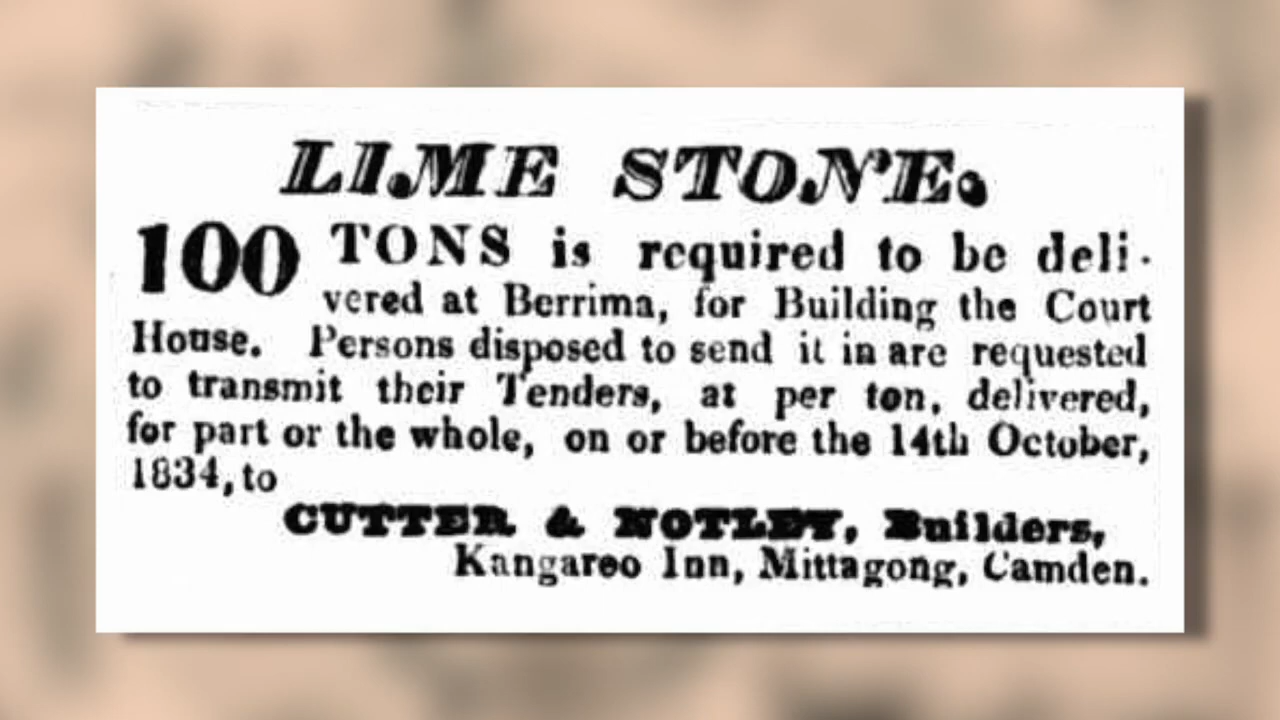 LIME STONE.
100 TONS is required to be deli-
vered at Berrima, for Building the Court
House. Persons disposed to send it in are requested
to transmit their Tenders, at per ton, delivered,
for part or the whole, on or before the 14th October,
1834, to
CUTTER & NOTLEY, Builders,
Kangaroo Inn, Mittagong, Camden.